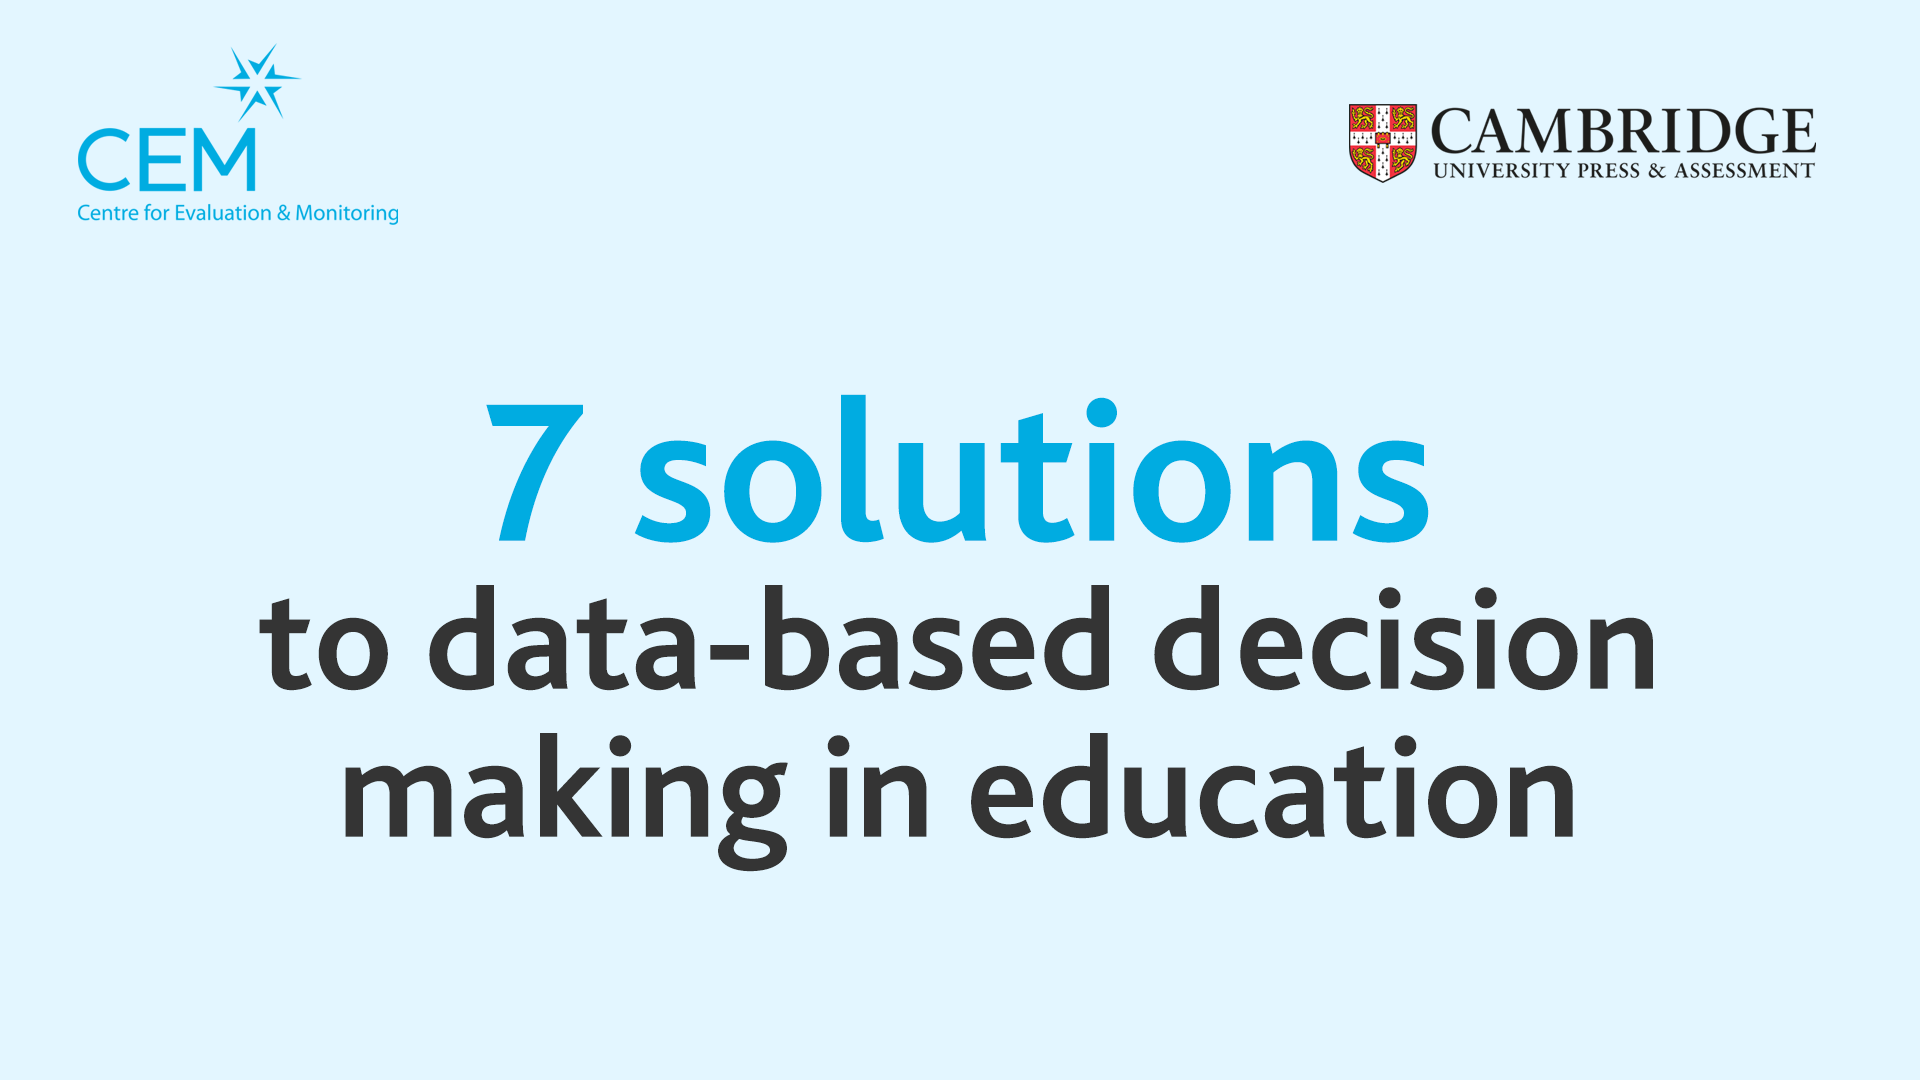 CEM
Centre for Evaluation & Monitoring
CAMBRIDGE
UNIVERSITY PRESS & ASSESSMENT
7 solutions
to data-based decision
making in education